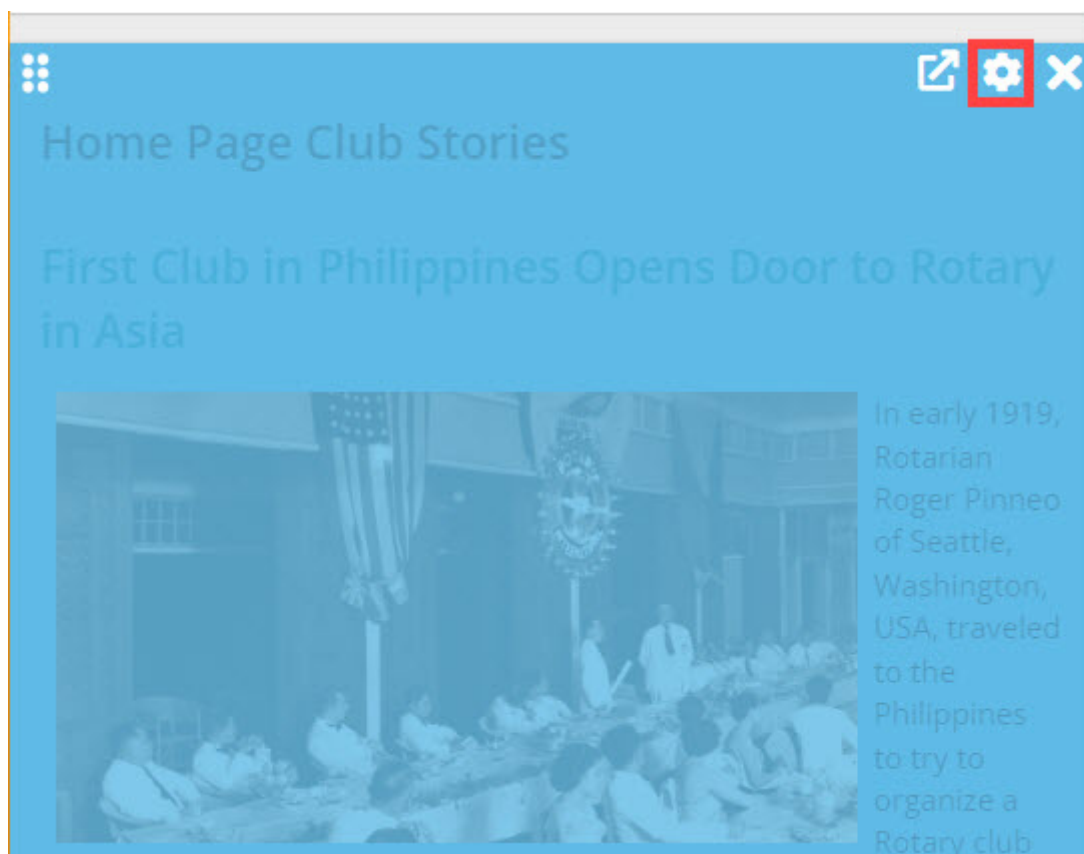 Home Page Club Stories
First Club in Philippines Opens Door to Rotary
in Asia
In early 1919,
Rotarian
Roger Pinneo
of Seattle,
Washington,
USA, traveled
to the
Philippines
to try to
organize a
Rotary club